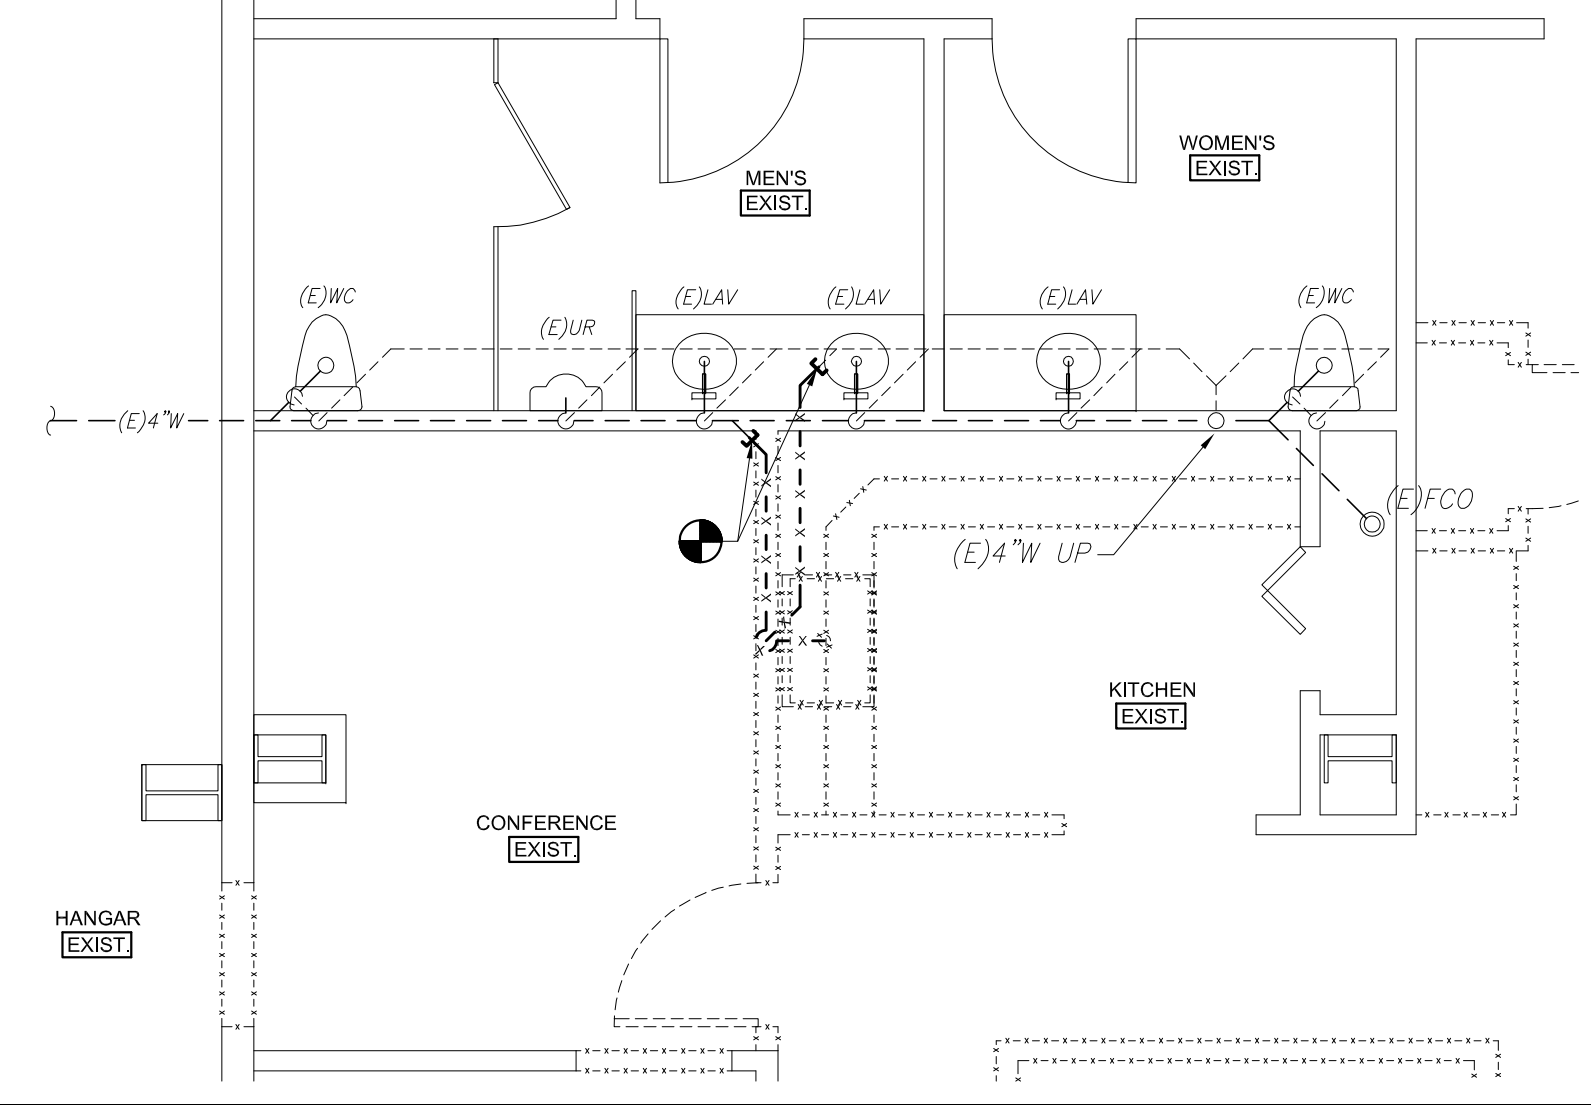 WOMEN'S
EXIST.
MEN'S
EXIST.
(E)WC
(E)LAV
(E)LAV
(E)LAV
(E)WC
(E)UR
(E)4"W
(E)FCO
(E)4"W UP
KITCHEN
EXIST.
CONFERENCE
EXIST.
HANGAR
EXIST.